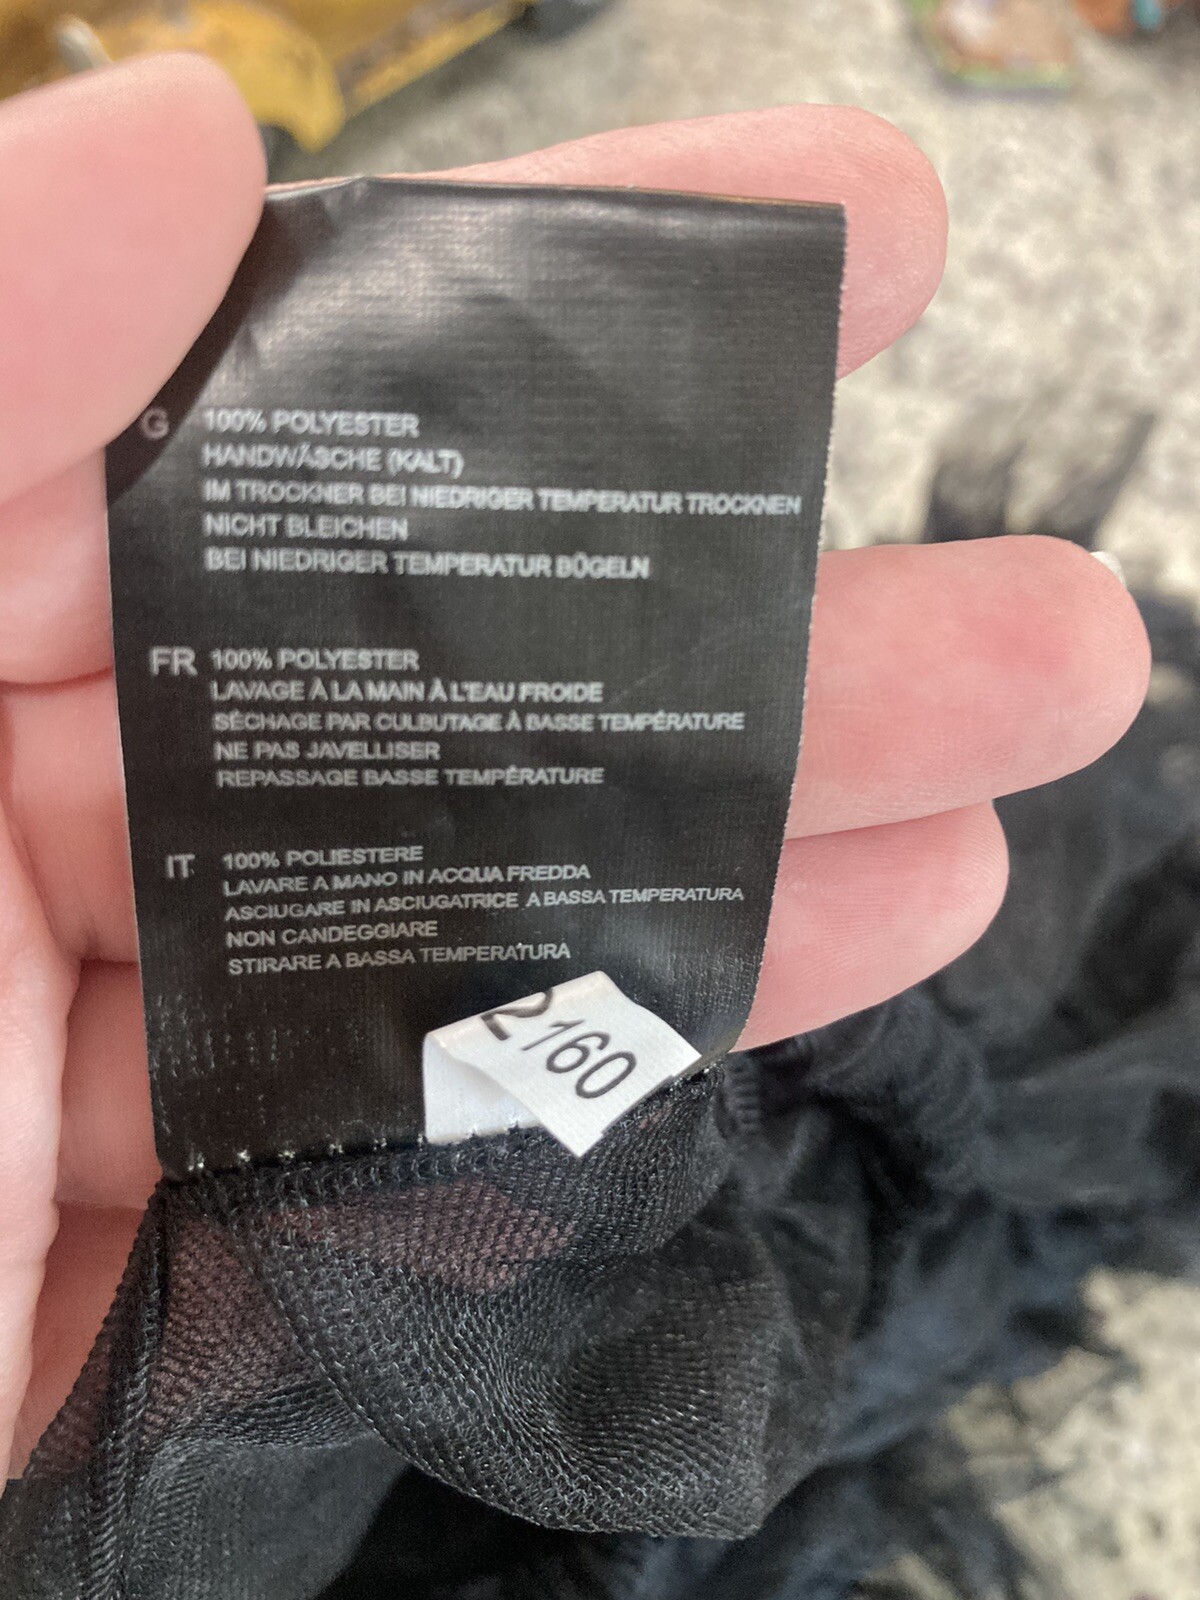 G 100% POLYESTER
HANDWÄSCHE (KALT)
IM TROCKNER BEI NIEDRIGER TEMPERATUR TROCKNEN
NICHT BLEICHEN
BEI NIEDRIGER TEMPERATUR BÜGELN
FR 100% POLYESTER
LAVAGE À LA MAIN À L'EAU FROIDE
SÉCHAGE PAR CULBUTAGE À BASSE TEMPÉRATURE
NE PAS JAVELLISER
REPASSAGE BASSE TEMPÉRATURE
IT 100% POLIESTERE
LAVARE A MANO IN ACQUA FREDDA
ASCIUGARE IN ASCIUGATRICE A BASSA TEMPERATURA
NON CANDEGGIARE
STIRARE A BASSA TEMPERATURA
2160